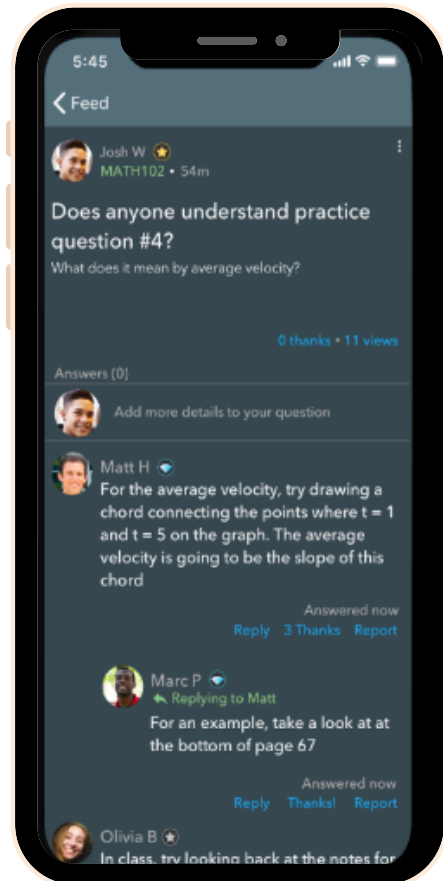 5:45
Feed
Josh W
MATH102 • 54m
Does anyone understand practice
question #4?
What does it mean by average velocity?
0 thanks • 11 views
Answers (0)
Add more details to your question
Matt H
For the average velocity, try drawing a
chord connecting the points where t = 1
and t = 5 on the graph. The average
velocity is going to be the slope of this
chord
Answered now
Reply 3 Thanks Report
Marc P
Replying to Matt
For an example, take a look at at
the bottom of page 67
Answered now
Reply Thanks! Report
Olivia B
In class, try looking back at the notes for